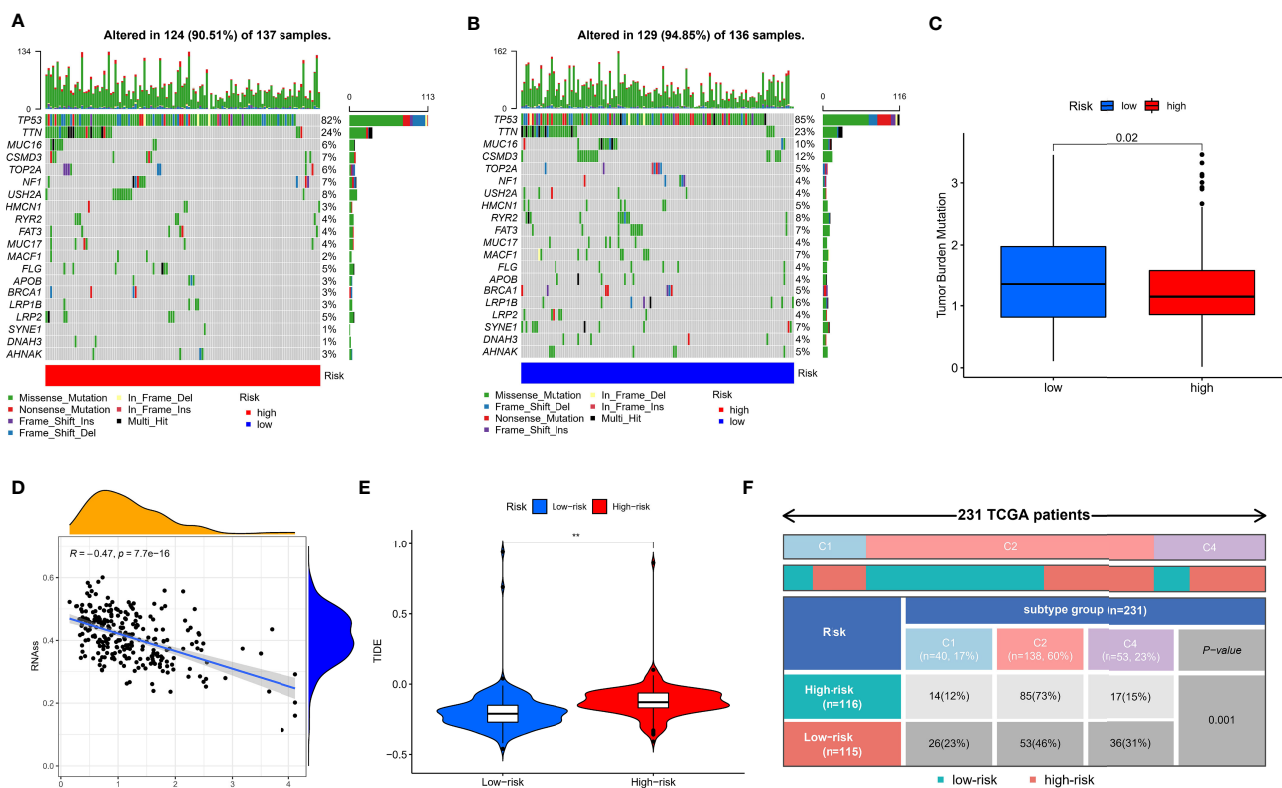 A
Altered in 124 (90.51%) of 137 samples.
134
0
0
113
TP53 82%
TTN 24%
MUC16 6%
CSMD3 7%
TOP2A 6%
NF1 7%
USH2A 8%
HMCN1 3%
RYR2 4%
FAT3 4%
MUC17 4%
MACF1 2%
FLG 5%
APOB 3%
BRCA1 3%
LRP1B 3%
LRP2 5%
SYNE1 1%
DNAH3 1%
AHNAK 3%
Risk
Missense_Mutation
Nonsense_Mutation
Frame_Shift_Ins
Frame_Shift_Del
In_Frame_Del
In_Frame_Ins
Multi_Hit
Risk
high
low
B
Altered in 129 (94.85%) of 136 samples.
162
0
0
116
TP53 85%
TTN 23%
MUC16 10%
CSMD3 12%
TOP2A 5%
NF1 4%
USH2A 4%
HMCN1 5%
RYR2 8%
FAT3 7%
MUC17 4%
MACF1 7%
FLG 4%
APOB 4%
BRCA1 5%
LRP1B 6%
LRP2 4%
SYNE1 7%
DNAH3 4%
AHNAK 5%
Risk
Missense_Mutation
Frame_Shift_Del
Nonsense_Mutation
Frame_Shift_Ins
In_Frame_Del
In_Frame_Ins
Multi_Hit
Risk
high
low
C
Risk low high
0.02
Tumor Burden Mutation
3
2
1
0
low
high
D
R = −0.47, p = 7.7e−16
RNAss
0.6
0.4
0.2
0.0
0
1
2
3
4
E
Risk Low−risk High−risk
**
TIDE
1.0
0.5
0.0
−0.5
Low−risk
High−risk
F
231 TCGA patients
C1
C2
C4
Risk
subtype group (n=231)
C1
(n=40, 17%)
C2
(n=138, 60%)
C4
(n=53, 23%)
P−value
High-risk
(n=116)
14(12%)
85(73%)
17(15%)
0.001
Low−risk
(n=115)
26(23%)
53(46%)
36(31%)
low-risk
high-risk